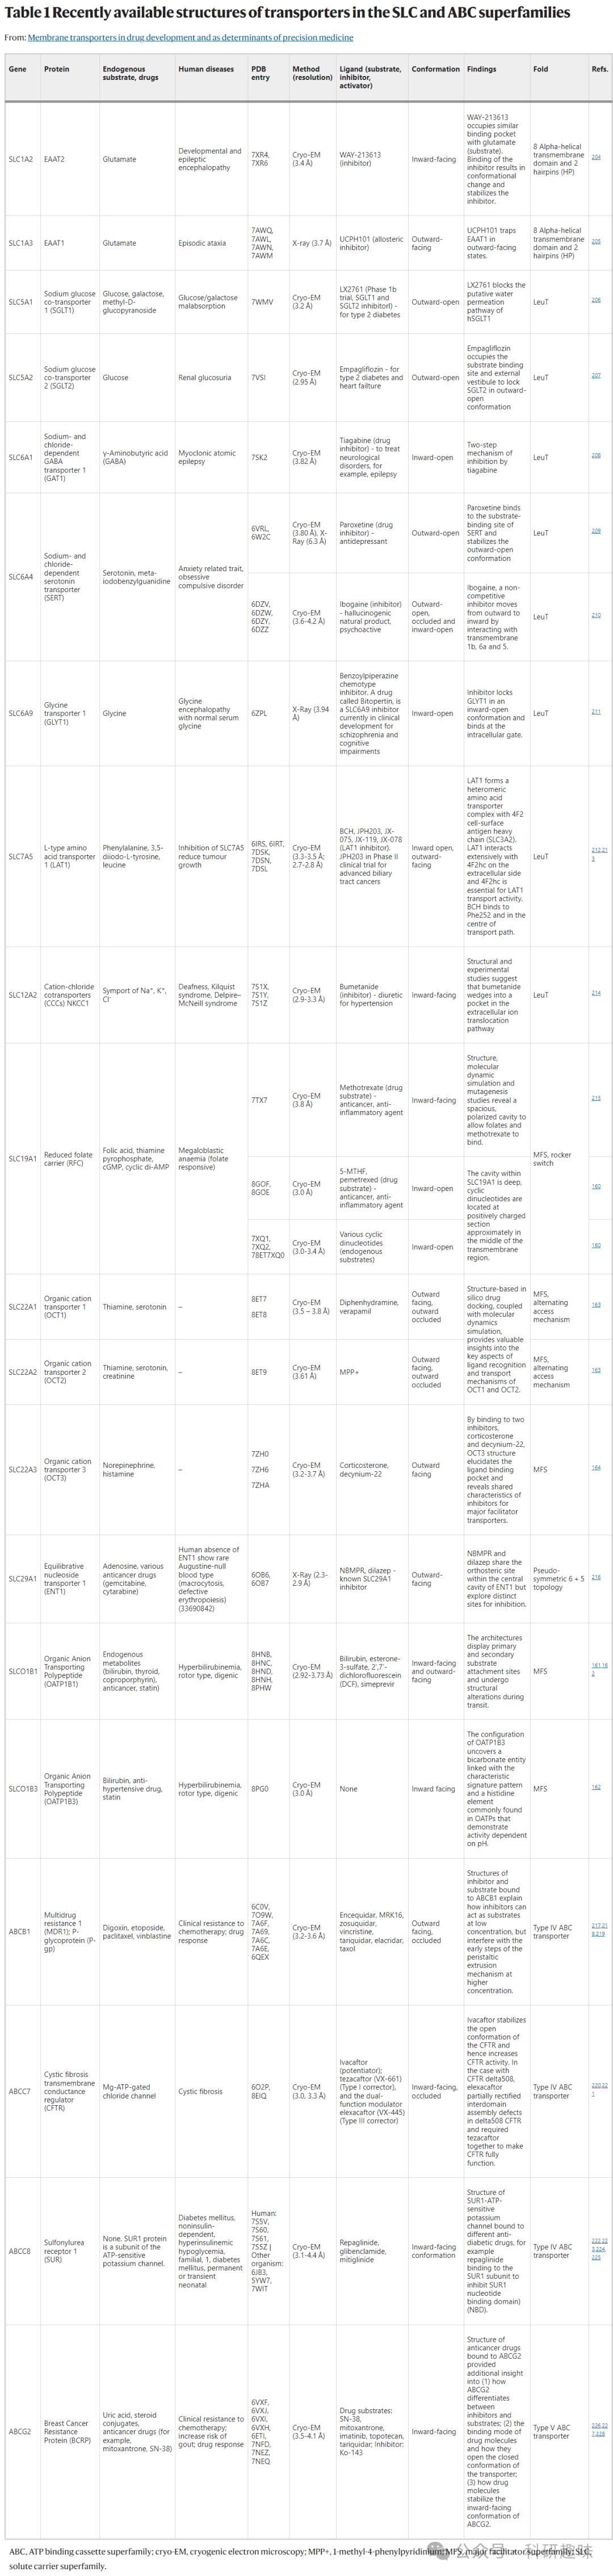 Table 1 Recently available structures of transporters in the SLC and ABC superfamilies
From: Membrane transporters in drug development and as determinants of precision medicine
Gene
Protein
Endogenous
substrate, drugs
Human diseases
PDB
entry
Method
(resolution)
Ligand (substrate,
inhibitor,
activator)
Conformation
Findings
Fold
Refs.
SLC1A2
EAAT2
Glutamate
Developmental and
epileptic
encephalopathy
7XR4,
7XR6
Cryo-EM
(3.4 Å)
WAY-213613
(inhibitor)
Inward-facing
WAY-213613
occupies similar
binding pocket
with glutamate
(substrate).
Binding of the
inhibitor results in
conformational
change and
stabilizes the
inhibitor.
8 Alpha-helical
transmembrane
domain and 2
hairpins (HP)
204
SLC1A3
EAAT1
Glutamate
Episodic ataxia
7AWQ,
7AWL,
7AWN,
7AWM
X-ray (3.7 Å)
UCPH101 (allosteric
inhibitor)
Outward-
facing
UCPH101 traps
EAAT1 in
outward-facing
states.
8 Alpha-helical
transmembrane
domain and 2
hairpins (HP)
205
SLC5A1
Sodium glucose
co-transporter
1 (SGLT1)
Glucose, galactose,
methyl-D-
glucopyranoside
Glucose/galactose
malabsorption
7WMV
Cryo-EM
(3.2 Å)
LX2761 (Phase 1b
trial, SGLT1 and
SGLT2 inhibitorl) -
for type 2 diabetes
Outward-open
LX2761 blocks the
putative water
permeation
pathway of
hSGLT1
LeuT
206
SLC5A2
Sodium glucose
co-transporter
2 (SGLT2)
Glucose
Renal glucosuria
7VSI
Cryo-EM
(2.95 Å)
Empagliflozin - for
type 2 diabetes and
heart failture
Outward-open
Empagliflozin
occupies the
substrate binding
site and external
vestibule to lock
SGLT2 in outward-
open
conformation
LeuT
207
SLC6A1
Sodium- and
chloride-
dependent
GABA
transporter 1
(GAT1)
γ-Aminobutyric acid
(GABA)
Myoclonic atomic
epilepsy
7SK2
Cryo-EM
(3.82 Å)
Tiagabine (drug
inhibitor) - to treat
neurological
disorders, for
example, epilepsy
Inward-open
Two-step
mechanism of
inhibition by
tiagabine
LeuT
208
SLC6A4
Sodium- and
chloride-
dependent
serotonin
transporter
(SERT)
Serotonin, meta-
iodobenzylguanidine
Anxiety related trait,
obsessive
compulsive disorder
6VRL,
6W2C
Cryo-EM
(3.80 Å), X-
Ray (6.3 Å)
Paroxetine (drug
inhibitor) -
antidepressant
Outward-open
Paroxetine binds
to the substrate-
binding site of
SERT and
stabilizes the
outward-open
conformation
LeuT
209
6DZV,
6DZW,
6DZY,
6DZZ
Cryo-EM
(3.6-4.2 Å)
Ibogaine (inhibitor)
- hallucinogenic
natural product,
psychoactive
Outward-
open,
occluded and
inward-open
Ibogaine, a non-
competitive
inhibitor moves
from outward to
inward by
interacting with
transmembrane
1b, 6a and 5.
LeuT
210
SLC6A9
Glycine
transporter 1
(GLYT1)
Glycine
Glycine
encephalopathy
with normal serum
glycine
6ZPL
X-Ray (3.94
Å)
Benzoylpiperazine
chemotype
inhibitor. A drug
called Bitopertin, is
a SLC6A9 inhibitor
currently in clinical
development for
schizophrenia and
cognitive
impairments
Inward-open
Inhibitor locks
GLYT1 in an
inward-open
conformation and
binds at the
intracellular gate.
LeuT
211
SLC7A5
L-type amino
acid transporter
1 (LAT1)
Phenylalanine, 3,5-
diiodo-L-tyrosine,
leucine
Inhibition of SLC7A5
reduce tumour
growth
6IRS, 6IRT,
7DSK,
7DSN,
7DSL
Cryo-EM
(3.3-3.5 Å;
2.7-2.8 Å)
BCH, JPH203, JX-
075, JX-119, JX-078
(LAT1 inhibitor).
JPH203 in Phase II
clinical trial for
advanced biliary
tract cancers
Inward open,
outward-
facing
LAT1 forms a
heteromeric
amino acid
transporter
complex with 4F2
cell-surface
antigen heavy
chain (SLC3A2).
LAT1 interacts
extensively with
4F2hc on the
extracellular side
and 4F2hc is
essential for LAT1
transport activity.
BCH binds to
Phe252 and in the
centre of
transport path.
LeuT
212,21
3
SLC12A2
Cation-chloride
cotransporters
(CCCs) NKCC1
Symport of Na⁺, K⁺,
Cl⁻
Deafness, Kilquist
syndrome, Delpire–
McNeill syndrome
7S1X,
7S1Y,
7S1Z
Cryo-EM
(2.9-3.3 Å)
Bumetanide
(inhibitor) - diuretic
for hypertension
Inward-facing
Structural and
experimental
studies suggest
that bumetanide
wedges into a
pocket in the
extracellular ion
translocation
pathway
LeuT
214
SLC19A1
Reduced folate
carrier (RFC)
Folic acid, thiamine
pyrophosphate,
cGMP, cyclic di-AMP
Megaloblastic
anaemia (folate
responsive)
7TX7
Cryo-EM
(3.8 Å)
Methotrexate (drug
substrate) -
anticancer, anti-
inflammatory agent
Inward-facing
Structure,
molecular
dynamic
simulation and
mutagenesis
studies reveal a
spacious,
polarized cavity to
allow folates and
methotrexate to
bind.
MFS, rocker
switch
215
8GOF,
8GOE
Cryo-EM
(3.0 Å)
5-MTHF,
pemetrexed (drug
substrate) -
anticancer, anti-
inflammatory agent
Inward-open
The cavity within
SLC19A1 is deep,
cyclic
dinucleotides are
located at
positively charged
section
approximately in
the middle of the
transmembrane
region.
160
7XQ1,
7XQ2,
78ET7XQ0
Cryo-EM
(3.0-3.4 Å)
Various cyclic
dinucleotides
(endogenous
substrates)
Inward-open
160
SLC22A1
Organic cation
transporter 1
(OCT1)
Thiamine, serotonin
–
8ET7
8ET8
Cryo-EM
(3.5 – 3.8 Å)
Diphenhydramine,
verapamil
Outward
facing,
outward
occluded
Structure-based in
silico drug
docking, coupled
with molecular
dynamics
simulation,
provides valuable
insights into the
key aspects of
ligand recognition
and transport
mechanisms of
OCT1 and OCT2.
MFS,
alternating
access
mechanism
163
SLC22A2
Organic cation
transporter 2
(OCT2)
Thiamine, serotonin,
creatinine
–
8ET9
Cryo-EM
(3.61 Å)
MPP+
Outward
facing,
outward
occluded
MFS,
alternating
access
mechanism
163
SLC22A3
Organic cation
transporter 3
(OCT3)
Norepinephrine,
histamine
–
7ZH0
7ZH6
7ZHA
Cryo-EM
(3.2-3.7 Å)
Corticosterone,
decynium-22
Outward
facing
By binding to two
inhibitors,
corticosterone
and decynium-22,
OCT3 structure
elucidates the
ligand binding
pocket and
reveals shared
characteristics of
inhibitors for
major facilitator
transporters.
MFS
164
SLC29A1
Equilibrative
nucleoside
transporter 1
(ENT1)
Adenosine, various
anticancer drugs
(gemcitabine,
cytarabine)
Human absence of
ENT1 show rare
Augustine-null
blood type
(macrocytosis,
defective
erythropoiesis)
(33690842)
6OB6,
6OB7
X-Ray (2.3-
2.9 Å)
NBMPR, dilazep -
known SLC29A1
inhibitor
Outward-
facing
NBMPR and
dilazep share the
orthosteric site
within the central
cavity of ENT1 but
explore distinct
sites for inhibition.
Pseudo-
symmetric 6 + 5
topology
216
SLCO1B1
Organic Anion
Transporting
Polypeptide
(OATP1B1)
Endogenous
metabolites
(bilirubin, thyroid,
coproporphyrin),
anticancer, statin)
Hyperbilirubinemia,
rotor type, digenic
8HNB,
8HNC,
8HND,
8HNH,
8PHW
Cryo-EM
(2.92-3.73 Å)
Bilirubin, esterone-
3-sulfate, 2′,7′-
dichlorofluorescein
(DCF), simeprevir
Inward-facing
and outward-
facing
The architectures
display primary
and secondary
substrate
attachment sites
and undergo
structural
alterations during
transit.
MFS
161,16
2
SLCO1B3
Organic Anion
Transporting
Polypeptide
(OATP1B3)
Bilirubin, anti-
hypertensive drug,
statin
Hyperbilirubinemia,
rotor type, digenic
8PG0
Cryo-EM
(3.0 Å)
None
Inward facing
The configuration
of OATP1B3
uncovers a
bicarbonate entity
linked with the
characteristic
signature pattern
and a histidine
element
commonly found
in OATPs that
demonstrate
activity dependent
on pH.
MFS
162
ABCB1
Multidrug
resistance 1
(MDR1); P-
glycoprotein (P-
gp)
Digoxin, etoposide,
paclitaxel, vinblastine
Clinical resistance to
chemotherapy; drug
response
6C0V,
7O9W,
7A6F,
7A69,
7A6C,
7A6E,
6QEX
Cryo-EM
(3.2-3.6 Å)
Encequidar, MRK16,
zosuquidar,
vincristine,
tariquidar, elacridar,
taxol
Outward
facing,
occluded
Structures of
inhibitor and
substrate bound
to ABCB1 explain
how inhibitors can
act as substrates
at low
concentration, but
interfere with the
early steps of the
peristaltic
extrusion
mechanism at
higher
concentration.
Type IV ABC
transporter
217,21
8,219
ABCC7
Cystic fibrosis
transmembrane
conductance
regulator
(CFTR)
Mg-ATP-gated
chloride channel
Cystic fibrosis
6O2P,
8EIQ
Cryo-EM
(3.0, 3.3 Å)
Ivacaftor
(potentiator);
tezacaftor (VX-661)
(Type I corrector),
and the dual-
function modulator
elexacaftor (VX-445)
(Type III corrector)
Inward-facing,
occluded
Ivacaftor stabilizes
the open
conformation of
the CFTR and
hence increases
CFTR activity. In
the case with
CFTR delta508,
elexacaftor
partially rectified
interdomain
assembly defects
in delta508 CFTR
and required
tezacaftor
together to make
CFTR fully
function.
Type IV ABC
transporter
220,22
1
ABCC8
Sulfonylurea
receptor 1
(SUR)
None. SUR1 protein
is a subunit of the
ATP-sensitive
potassium channel.
Diabetes mellitus,
noninsulin-
dependent,
hyperinsulinemic
hypoglycemia,
familial, 1, diabetes
mellitus, permanent
or transient
neonatal
Human:
7S5V,
7S60,
7S61,
7S5Z |
Other
organism:
6JB3,
5YW7,
7WIT
Cryo-EM
(3.1-4.4 Å)
Repaglinide,
glibenclamide,
mitiglinide
Inward-facing
conformation
Structure of
SUR1-ATP-
sensitive
potassium
channel bound to
different anti-
diabetic drugs, for
example
repaglinide
binding to the
SUR1 subunit to
inhibit SUR1
nucleotide
binding domain)
(NBD).
Type IV ABC
transporter
222,22
3,224,
225
ABCG2
Breast Cancer
Resistance
Protein (BCRP)
Uric acid, steroid
conjugates,
anticancer drugs (for
example,
mitoxantrone, SN-38)
Clinical resistance to
chemotherapy;
increase risk of
gout; drug response
6VXF,
6VXJ,
6VXI,
6VXH,
6ETI,
7NFD,
7NEZ,
7NEQ
Cryo-EM
(3.5-4.1 Å)
Drug substrates:
SN-38,
mitoxantrone,
imatinib, topotecan,
tariquidar; Inhibitor:
Ko-143
Inward-facing
Structure of
anticancer drugs
bound to ABCG2
provided
additional insight
into (1) how
ABCG2
differentiates
between
inhibitors and
substrates; (2) the
binding mode of
drug molecules
and how they
open the closed
conformation of
the transporter;
(3) how drug
molecules
stabilize the
inward-facing
conformation of
ABCG2.
Type V ABC
transporter
226,22
7,228
ABC, ATP binding cassette superfamily; cryo-EM, cryogenic electron microscopy; MPP+, 1-methyl-4-phenylpyridinium; MFS, major facilitator superfamily; SLC,
solute carrier superfamily.
公众号 · 科研趣味